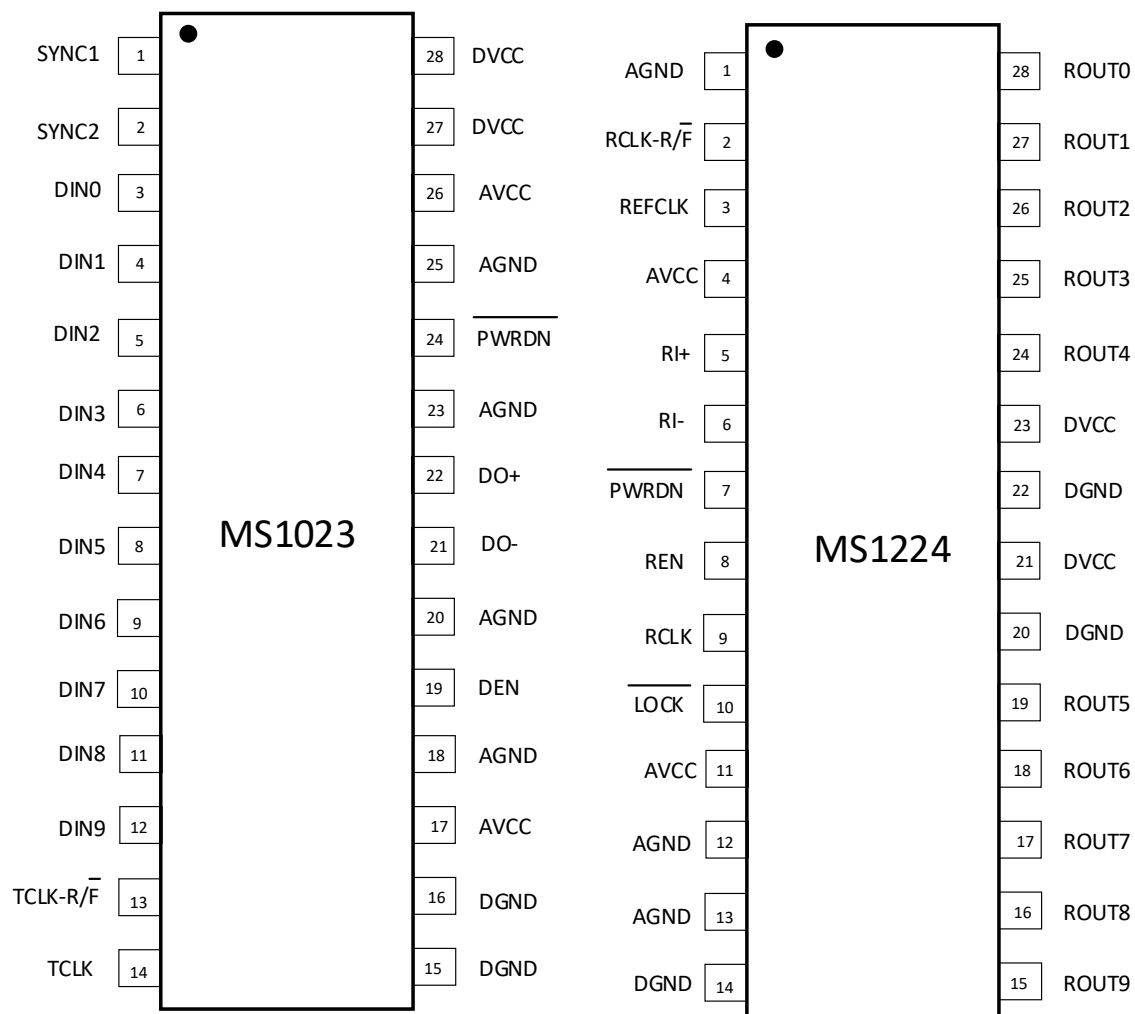 SYNC1 1 28 DVCC
SYNC2 2 27 DVCC
DIN0 3 26 AVCC
DIN1 4 25 AGND
DIN2 5 24 P̅W̅R̅D̅N̅
DIN3 6 23 AGND
DIN4 7 22 DO+
MS1023
DIN5 8 21 DO-
DIN6 9 20 AGND
DIN7 10 19 DEN
DIN8 11 18 AGND
DIN9 12 17 AVCC
TCLK-R/F̅ 13 16 DGND
TCLK 14 15 DGND
AGND 1 28 ROUT0
RCLK-R/F̅ 2 27 ROUT1
REFCLK 3 26 ROUT2
AVCC 4 25 ROUT3
RI+ 5 24 ROUT4
RI- 6 23 DVCC
P̅W̅R̅D̅N̅ 7 22 DGND
MS1224
REN 8 21 DVCC
RCLK 9 20 DGND
L̅O̅C̅K̅ 10 19 ROUT5
AVCC 11 18 ROUT6
AGND 12 17 ROUT7
AGND 13 16 ROUT8
DGND 14 15 ROUT9